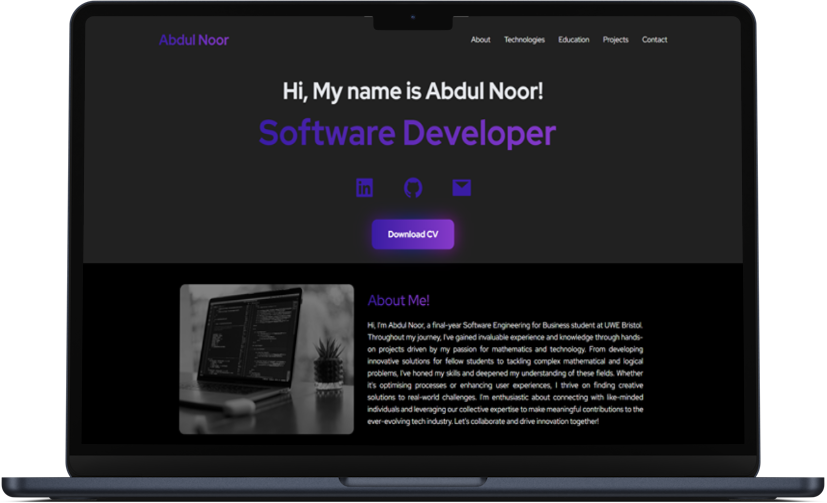 Abdul Noor
About Technologies Education Projects Contact
Hi, My name is Abdul Noor!
Software Developer
in
Download CV
About Me!
Hi, I'm Abdul Noor, a final-year Software Engineering for Business student at UWE Bristol.
Throughout my journey, I've gained invaluable experience and knowledge through hands-
on projects driven by my passion for mathematics and technology. From developing
innovative solutions for fellow students to tackling complex mathematical and logical
problems, I've honed my skills and deepened my understanding of these fields. Whether
it's optimising processes or enhancing user experiences, I thrive on finding creative
solutions to real-world challenges. I'm enthusiastic about connecting with like-minded
individuals and leveraging our collective expertise to make meaningful contributions to the
ever-evolving tech industry. Let's collaborate and drive innovation together!